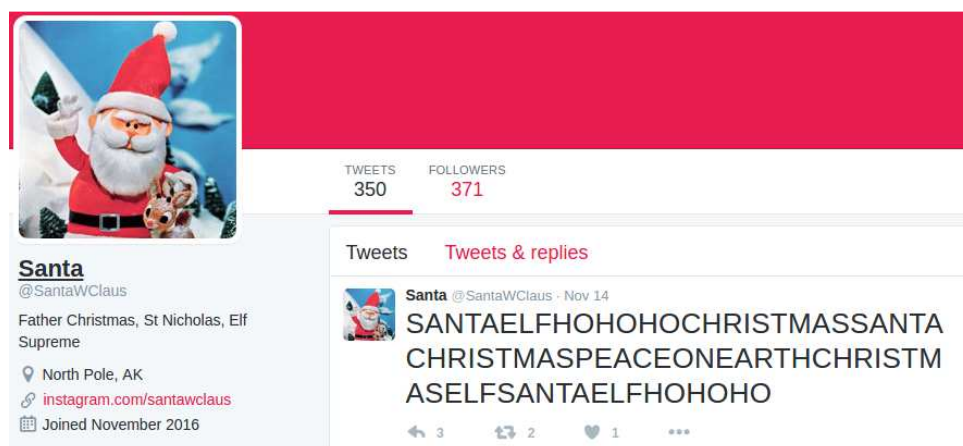 TWEETS
350
FOLLOWERS
371
Santa
@SantaWClaus
Father Christmas, St Nicholas, Elf
Supreme
North Pole, AK
instagram.com/santawclaus
Joined November 2016
Tweets
Tweets & replies
Santa @SantaWClaus · Nov 14
SANTAELFHOHOHOCHRISTMASSANTA
CHRISTMASPEACEONEARTHCHRISTM
ASELFSANTAELFHOHOHO
3
2
1